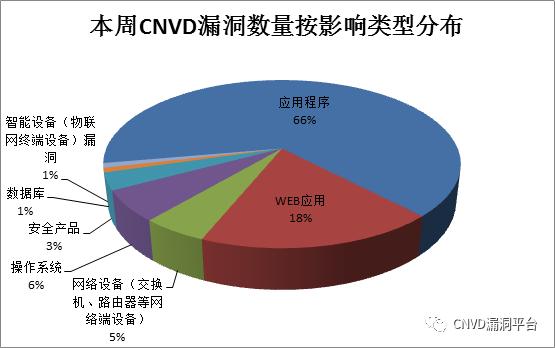 本周CNVD漏洞数量按影响类型分布
应用程序
66%
WEB应用
18%
网络设备（交换
机、路由器等网
络端设备）
5%
操作系统
6%
安全产品
3%
数据库
1%
智能设备（物联
网终端设备）漏
洞
1%
CNVD漏洞平台